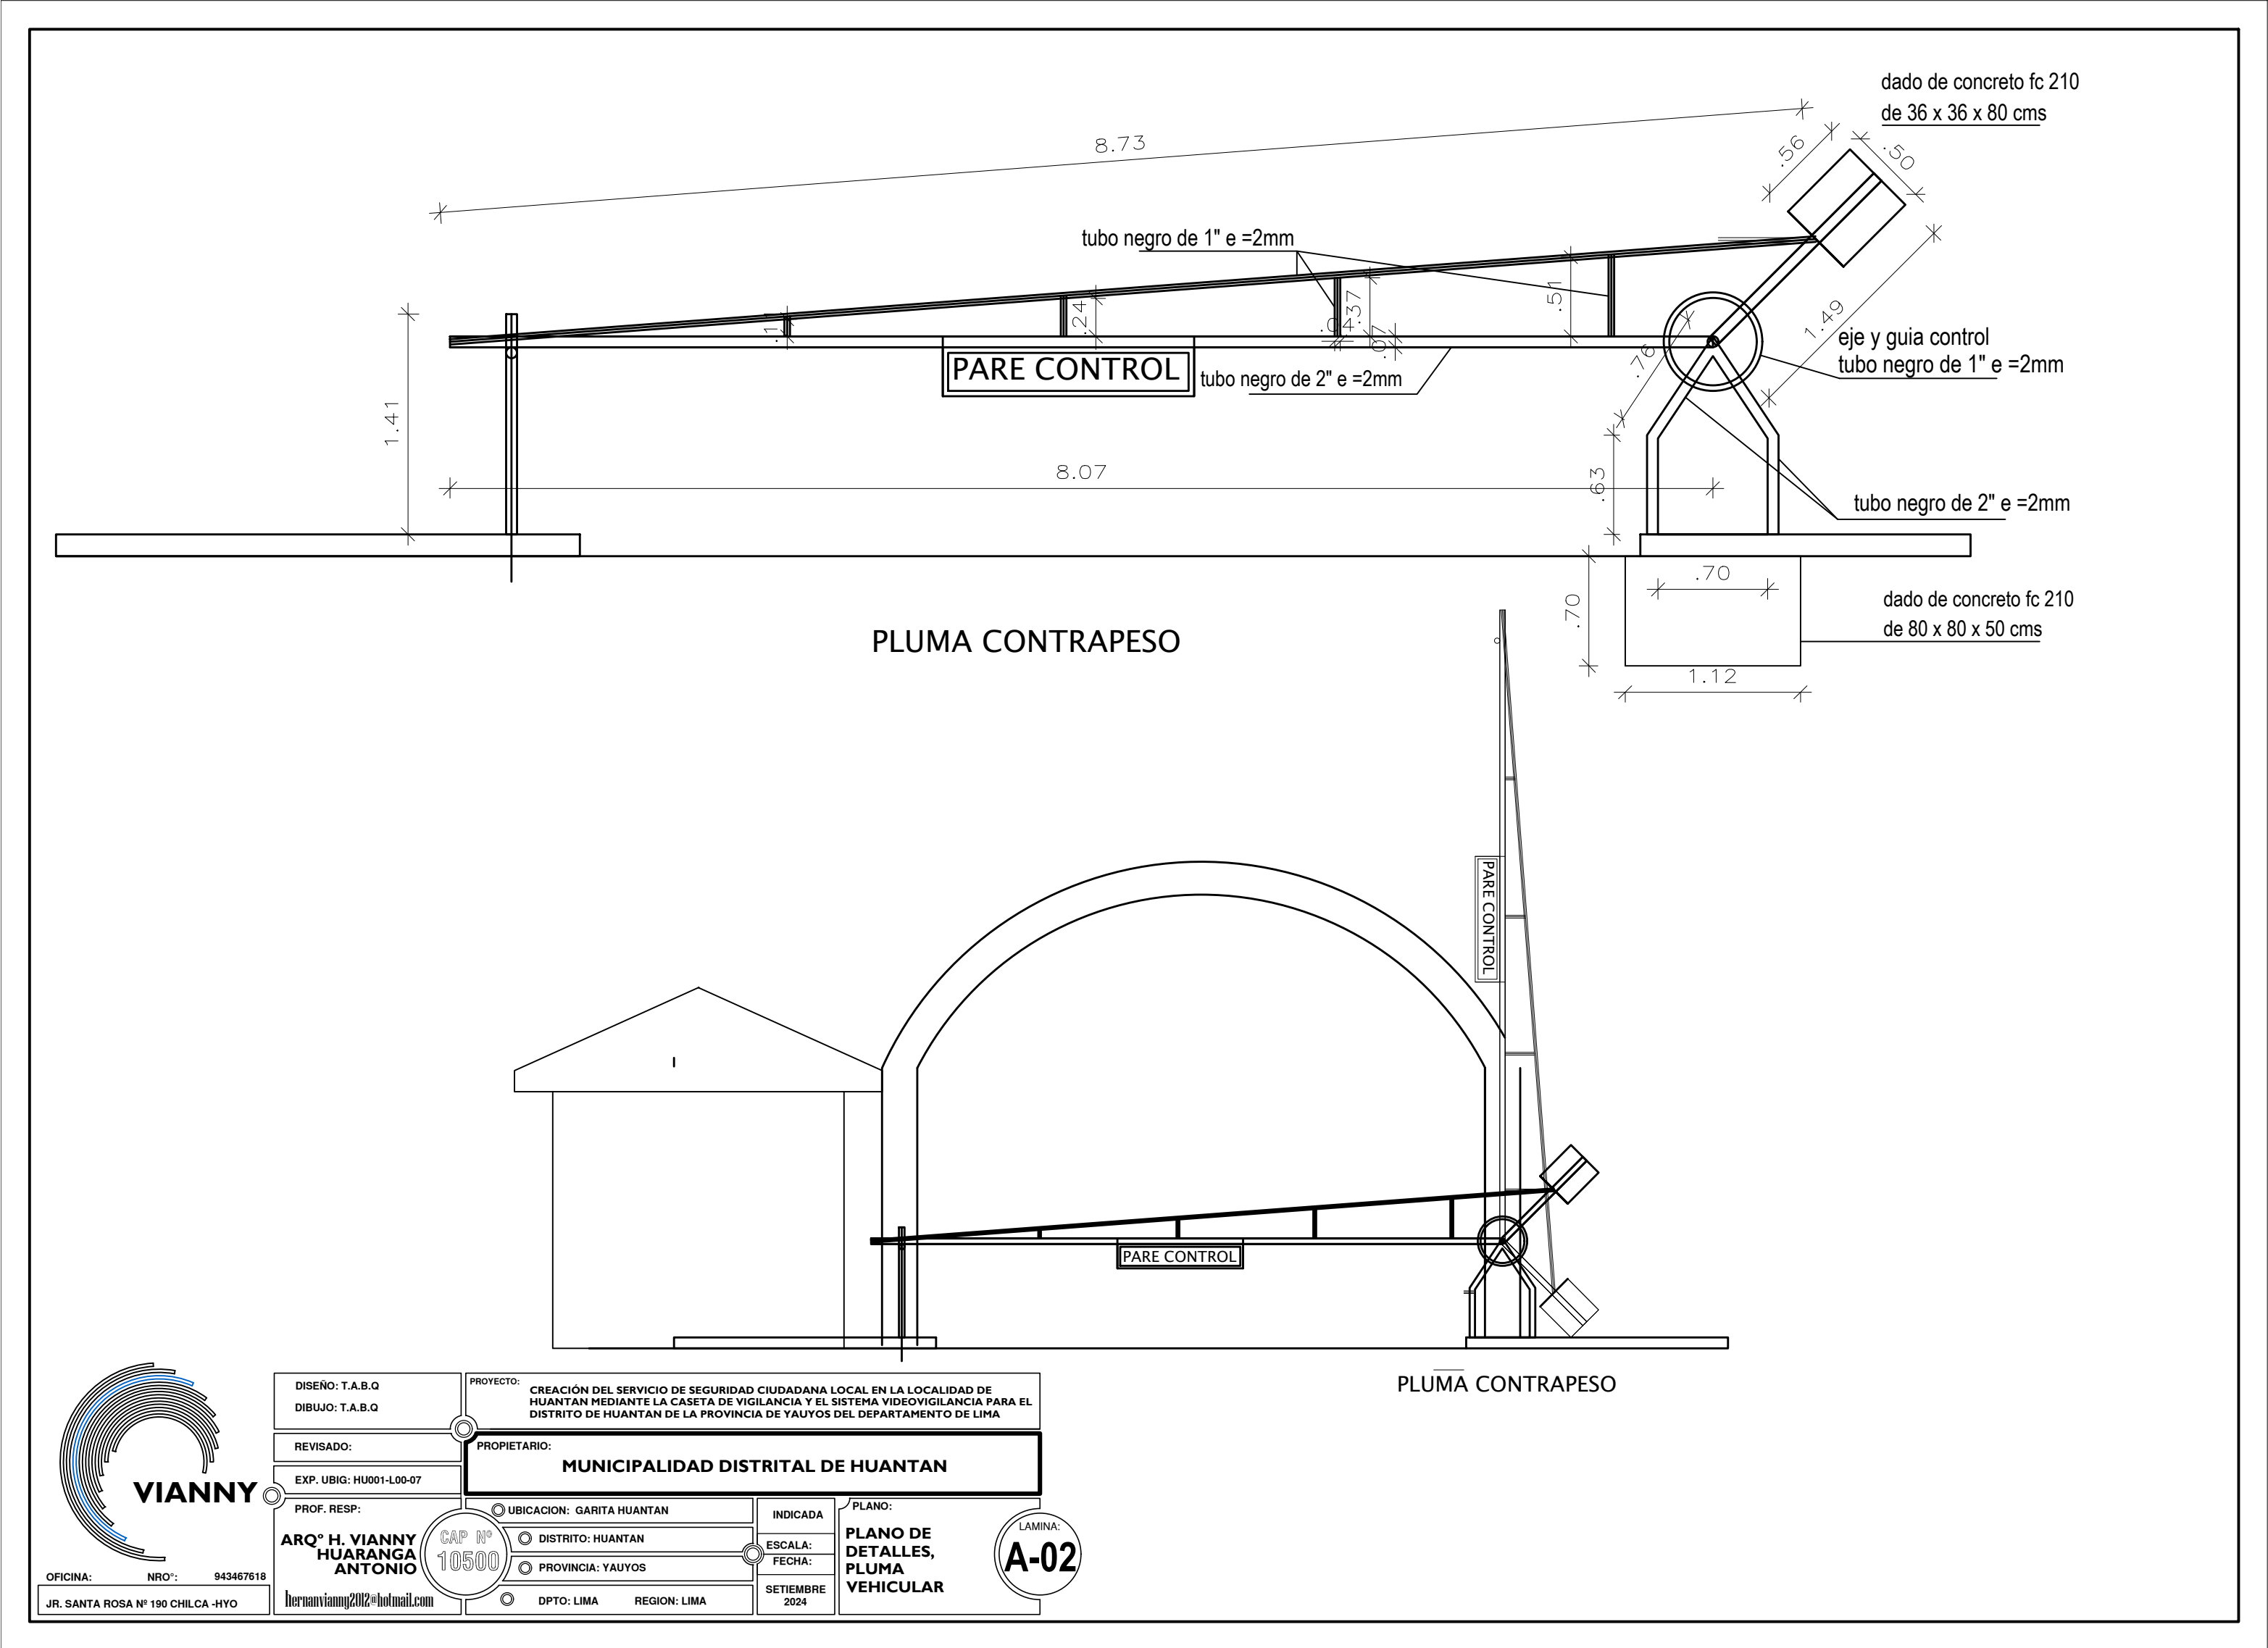 dado de concreto fc 210
de 36 x 36 x 80 cms
8.73
.56
.50
tubo negro de 1" e =2mm
.11
.24
.04
.37
.07
.51
1.49
.76
eje y guia control
tubo negro de 1" e =2mm
PARE CONTROL
tubo negro de 2" e =2mm
1.41
8.07
.63
tubo negro de 2" e =2mm
.70
.70
1.12
dado de concreto fc 210
de 80 x 80 x 50 cms
PLUMA CONTRAPESO
PARE CONTROL
PARE CONTROL
PLUMA CONTRAPESO
VIANNY
OFICINA: NRO°: 943467618
JR. SANTA ROSA Nº 190 CHILCA -HYO
DISEÑO: T.A.B.Q
DIBUJO: T.A.B.Q
REVISADO:
EXP. UBIG: HU001-L00-07
PROF. RESP:
ARQº H. VIANNY
HUARANGA
ANTONIO
hernanvianny2012@hotmail.com
CAP Nº
10500
PROYECTO:
CREACIÓN DEL SERVICIO DE SEGURIDAD CIUDADANA LOCAL EN LA LOCALIDAD DE
HUANTAN MEDIANTE LA CASETA DE VIGILANCIA Y EL SISTEMA VIDEOVIGILANCIA PARA EL
DISTRITO DE HUANTAN DE LA PROVINCIA DE YAUYOS DEL DEPARTAMENTO DE LIMA
PROPIETARIO:
MUNICIPALIDAD DISTRITAL DE HUANTAN
UBICACION: GARITA HUANTAN
DISTRITO: HUANTAN
PROVINCIA: YAUYOS
DPTO: LIMA REGION: LIMA
INDICADA
ESCALA:
FECHA:
SETIEMBRE
2024
PLANO:
PLANO DE
DETALLES,
PLUMA
VEHICULAR
LAMINA:
A-02